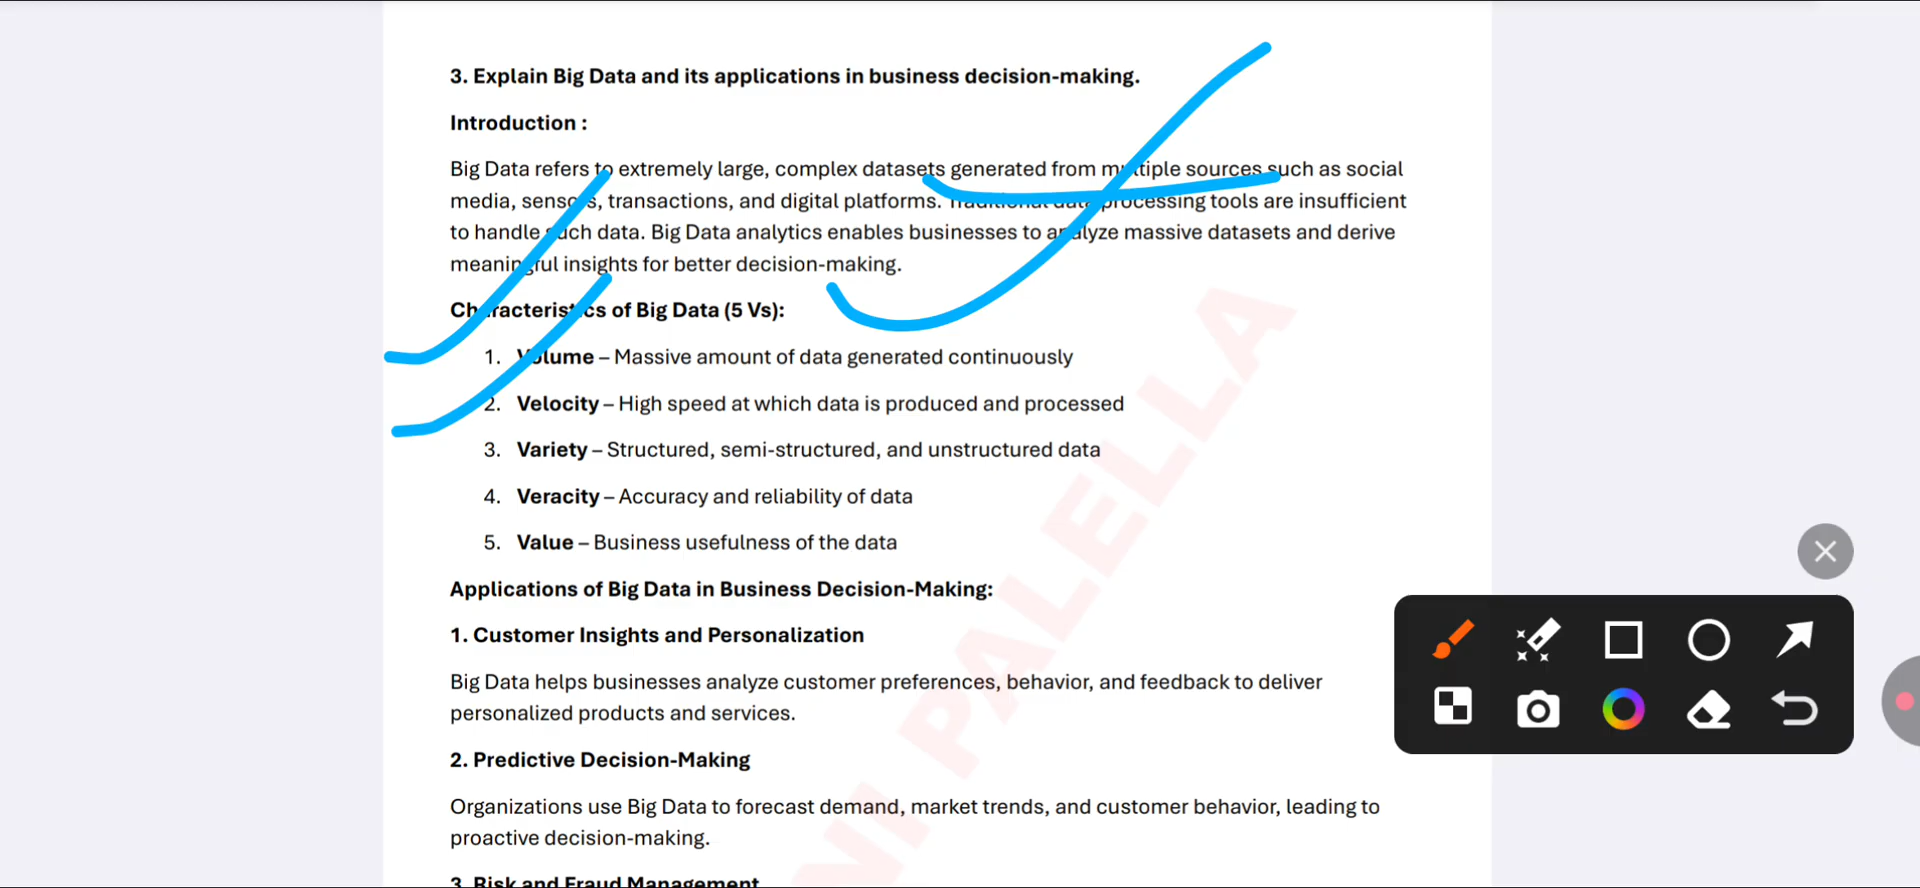 3. Explain Big Data and its applications in business decision-making.
Introduction :
Big Data refers to extremely large, complex datasets generated from multiple sources such as social
media, sensors, transactions, and digital platforms. Traditional data processing tools are insufficient
to handle such data. Big Data analytics enables businesses to analyze massive datasets and derive
meaningful insights for better decision-making.
Characteristics of Big Data (5 Vs):
1. Volume – Massive amount of data generated continuously
2. Velocity – High speed at which data is produced and processed
3. Variety – Structured, semi-structured, and unstructured data
4. Veracity – Accuracy and reliability of data
5. Value – Business usefulness of the data
Applications of Big Data in Business Decision-Making:
1. Customer Insights and Personalization
Big Data helps businesses analyze customer preferences, behavior, and feedback to deliver
personalized products and services.
2. Predictive Decision-Making
Organizations use Big Data to forecast demand, market trends, and customer behavior, leading to
proactive decision-making.
3. Risk and Fraud Management
NI PALELLA